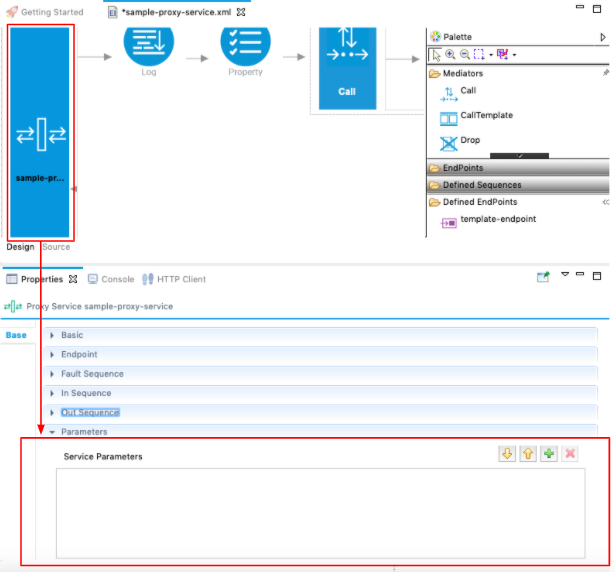 Getting Started
*sample-proxy-service.xml
Palette
Mediators
Call
CallTemplate
Drop
EndPoints
Defined Sequences
Defined EndPoints
template-endpoint
Log
Property
Call
sample-pr...
Design Source
Properties Console HTTP Client
Proxy Service sample-proxy-service
Base
Basic
Endpoint
Fault Sequence
In Sequence
Out Sequence
Parameters
Service Parameters